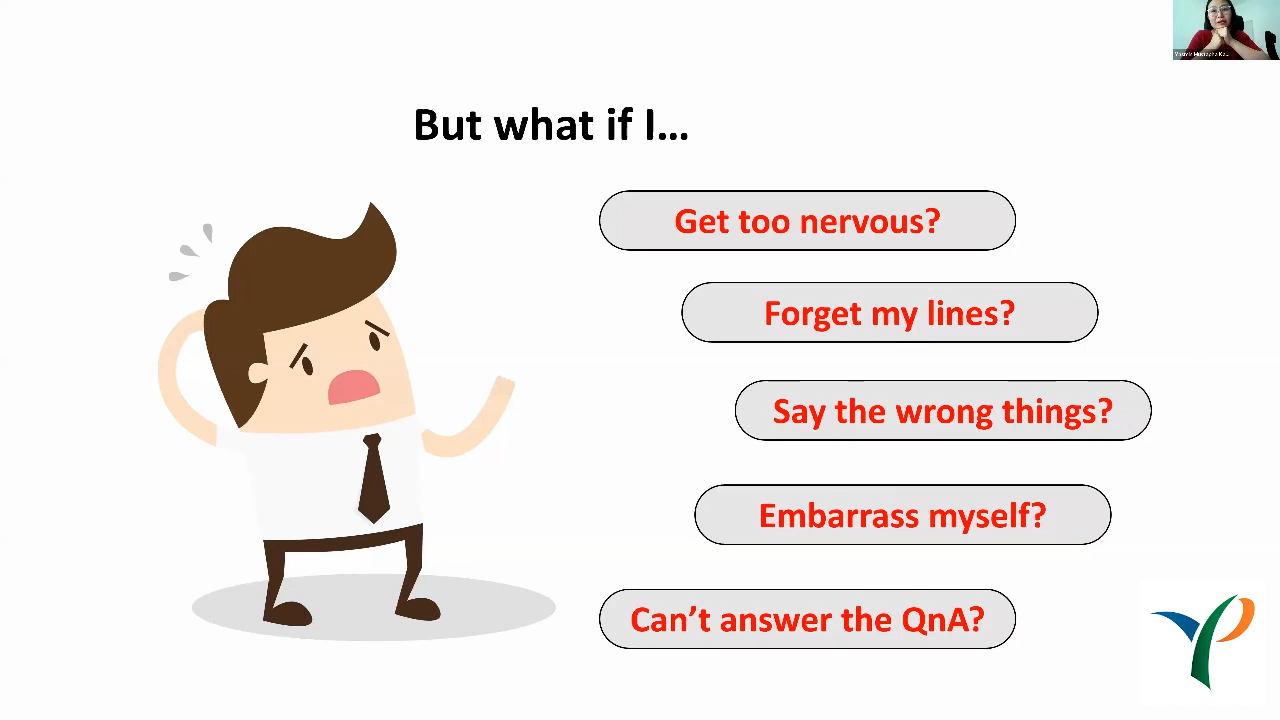 But what if I...
Get too nervous?
Forget my lines?
Say the wrong things?
Embarrass myself?
Can't answer the QnA?